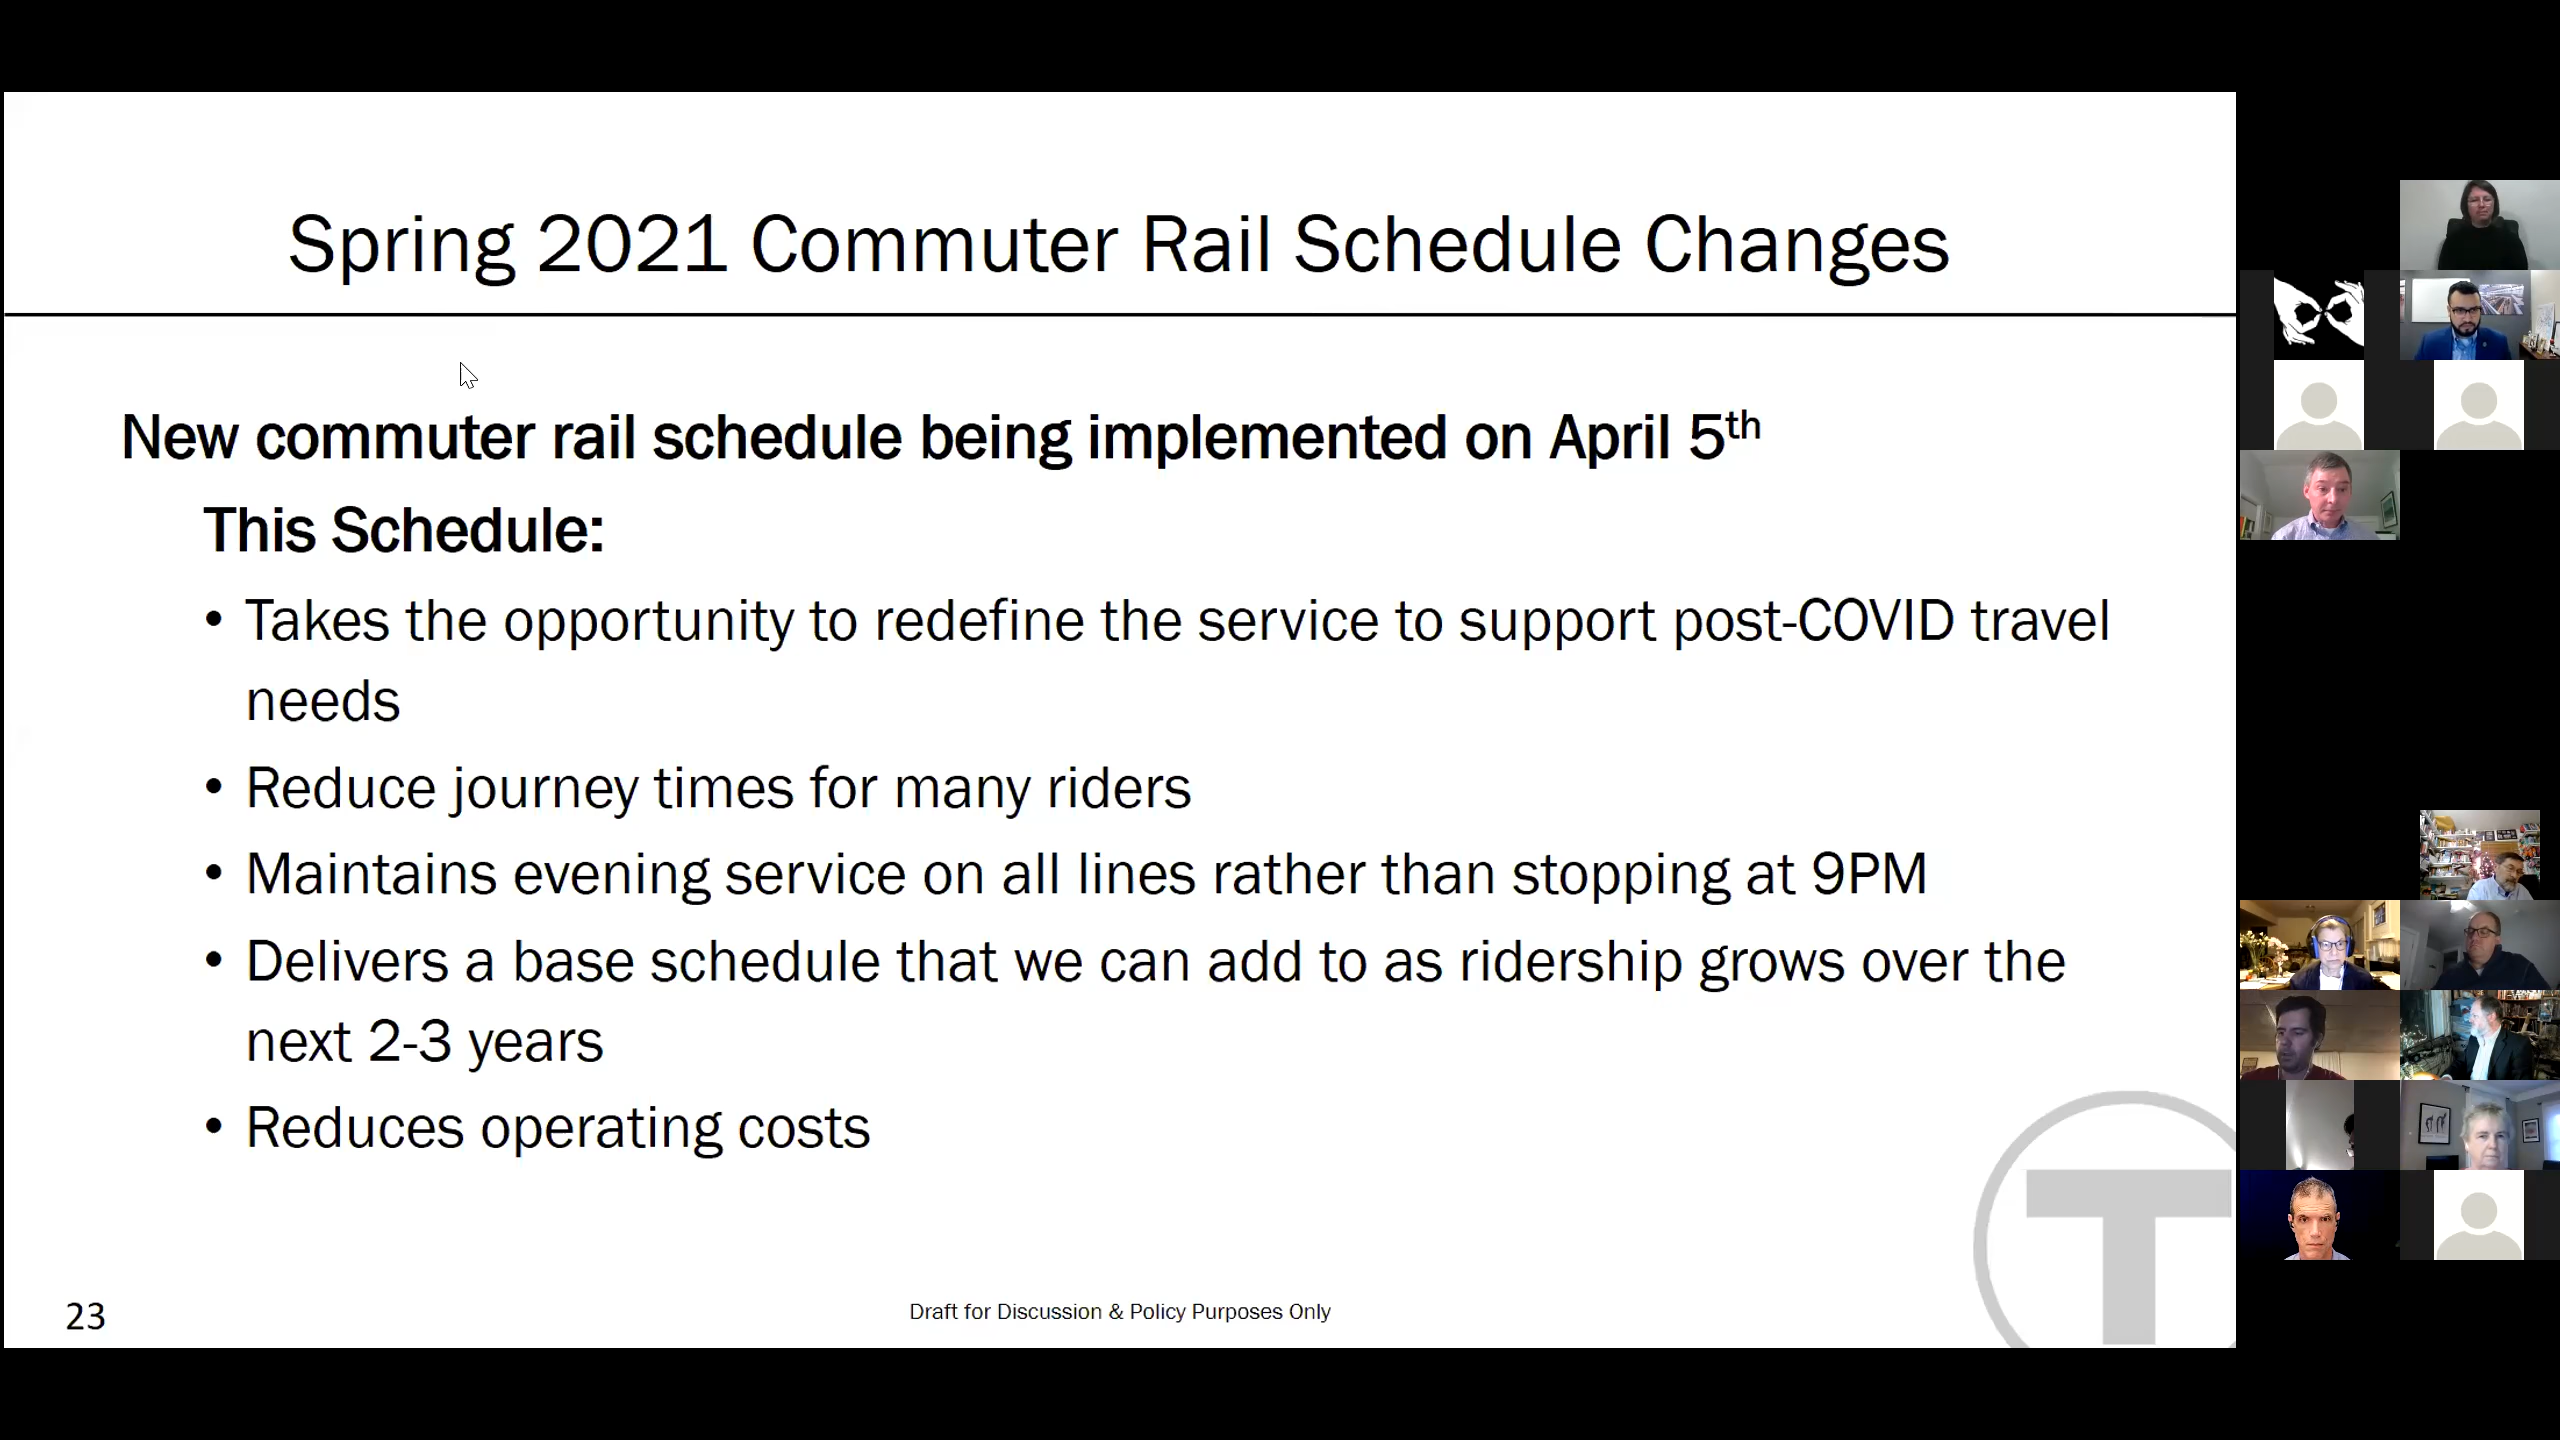 Spring 2021 Commuter Rail Schedule Changes
New commuter rail schedule being implemented on April 5th
This Schedule:
• Takes the opportunity to redefine the service to support post-COVID travel
needs
• Reduce journey times for many riders
• Maintains evening service on all lines rather than stopping at 9PM
• Delivers a base schedule that we can add to as ridership grows over the
next 2-3 years
• Reduces operating costs
T
23
Draft for Discussion & Policy Purposes Only